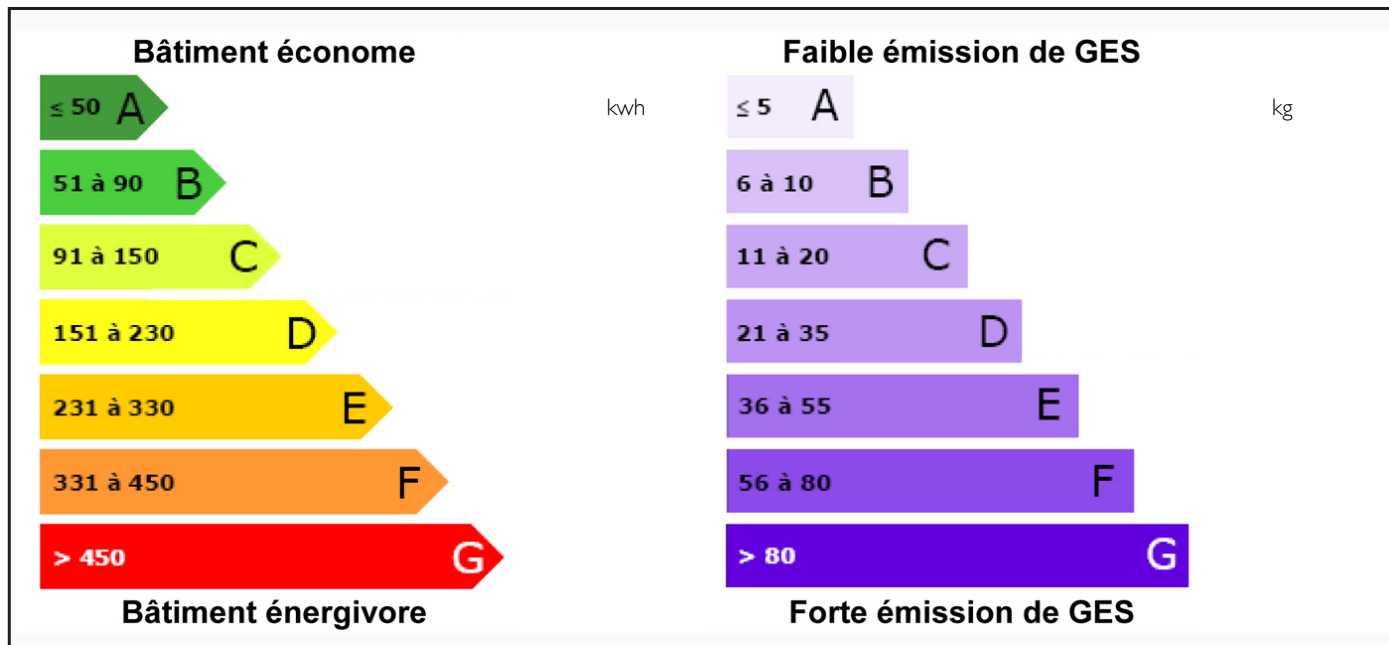 Bâtiment économe
≤ 50 A
kwh
51 à 90 B
91 à 150 C
151 à 230 D
231 à 330 E
331 à 450 F
> 450 G
Bâtiment énergivore
Faible émission de GES
≤ 5 A
kg
6 à 10 B
11 à 20 C
21 à 35 D
36 à 55 E
56 à 80 F
> 80 G
Forte émission de GES